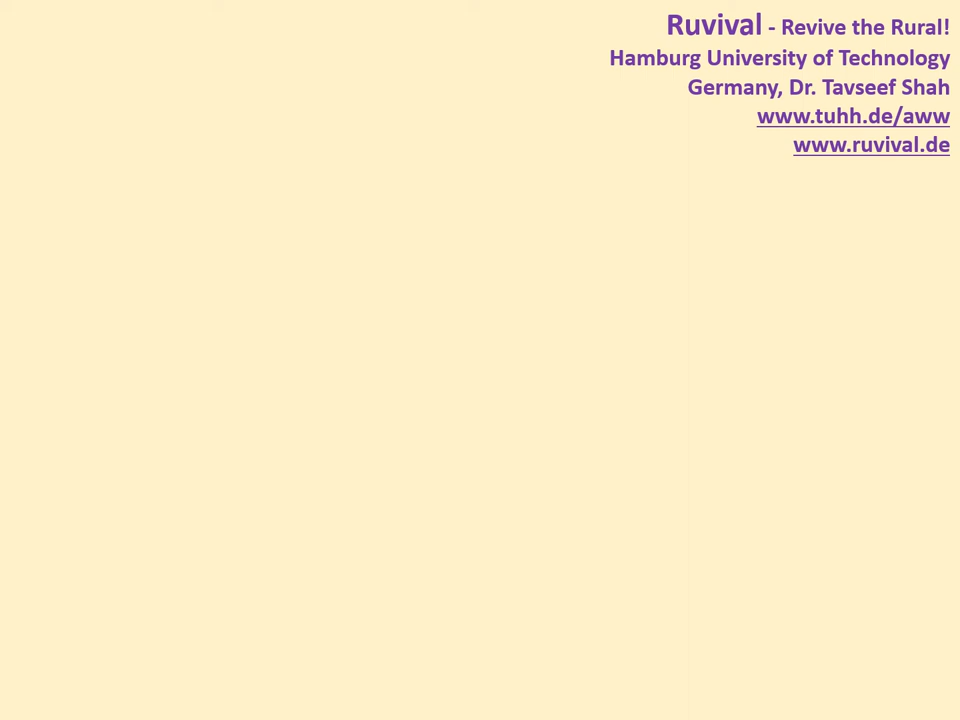 Ruvival - Revive the Rural!
Hamburg University of Technology
Germany, Dr. Tavseef Shah
www.tuhh.de/aww
www.ruvival.de